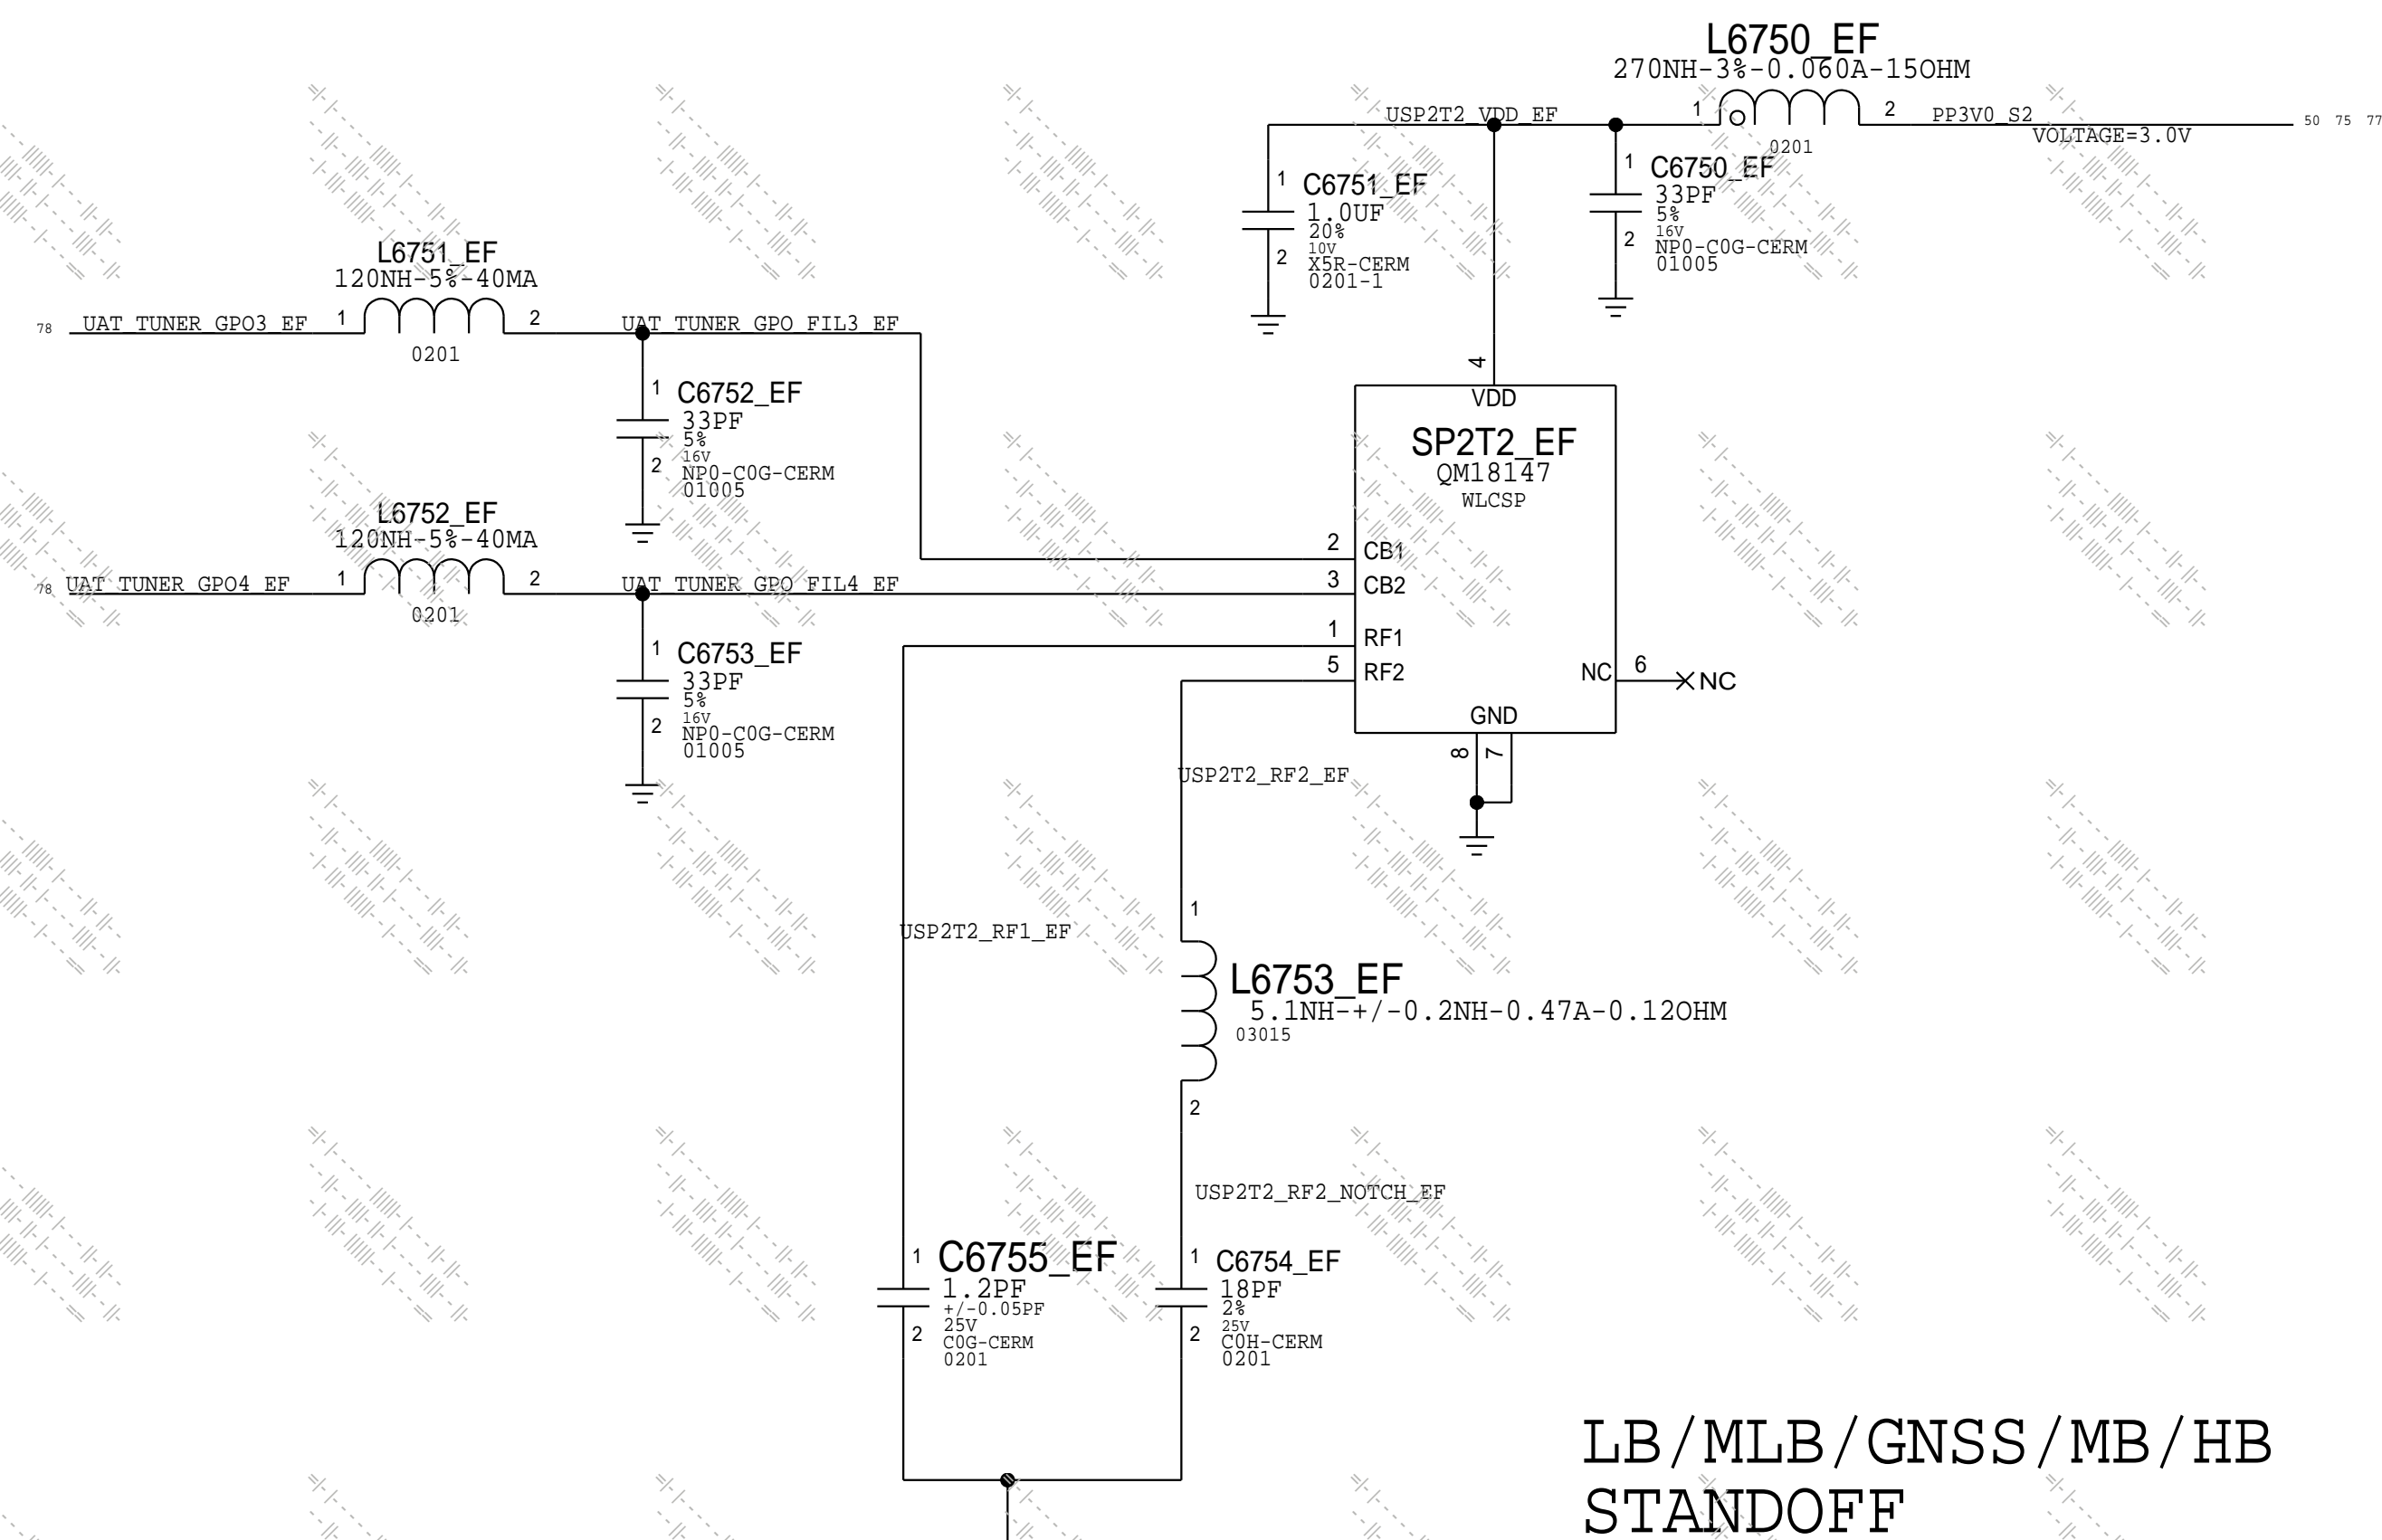 L6750_EF
270NH-3%-0.060A-15OHM
USP2T2_VDD_EF
1
2
PP3V0_S2
VOLTAGE=3.0V
50 75 77
0201
1
C6751_EF
1.0UF
20%
10V
2
X5R-CERM
0201-1
1
C6750_EF
33PF
5%
16V
2
NP0-C0G-CERM
01005
L6751_EF
120NH-5%-40MA
78
UAT_TUNER_GPO3_EF
1
2
UAT_TUNER_GPO_FIL3_EF
0201
1
C6752_EF
33PF
5%
16V
2
NP0-C0G-CERM
01005
4
VDD
SP2T2_EF
QM18147
WLCSP
L6752_EF
120NH-5%-40MA
78
UAT_TUNER_GPO4_EF
1
2
UAT_TUNER_GPO_FIL4_EF
0201
2
CB1
3
CB2
1
RF1
5
RF2
NC
6
NC
GND
8
7
1
C6753_EF
33PF
5%
16V
2
NP0-C0G-CERM
01005
USP2T2_RF2_EF
USP2T2_RF1_EF
1
L6753_EF
5.1NH-+/-0.2NH-0.47A-0.12OHM
03015
2
USP2T2_RF2_NOTCH_EF
1
C6755_EF
1.2PF
+/-0.05PF
25V
2
C0G-CERM
0201
1
C6754_EF
18PF
2%
25V
2
C0H-CERM
0201
LB/MLB/GNSS/MB/HB
STANDOFF